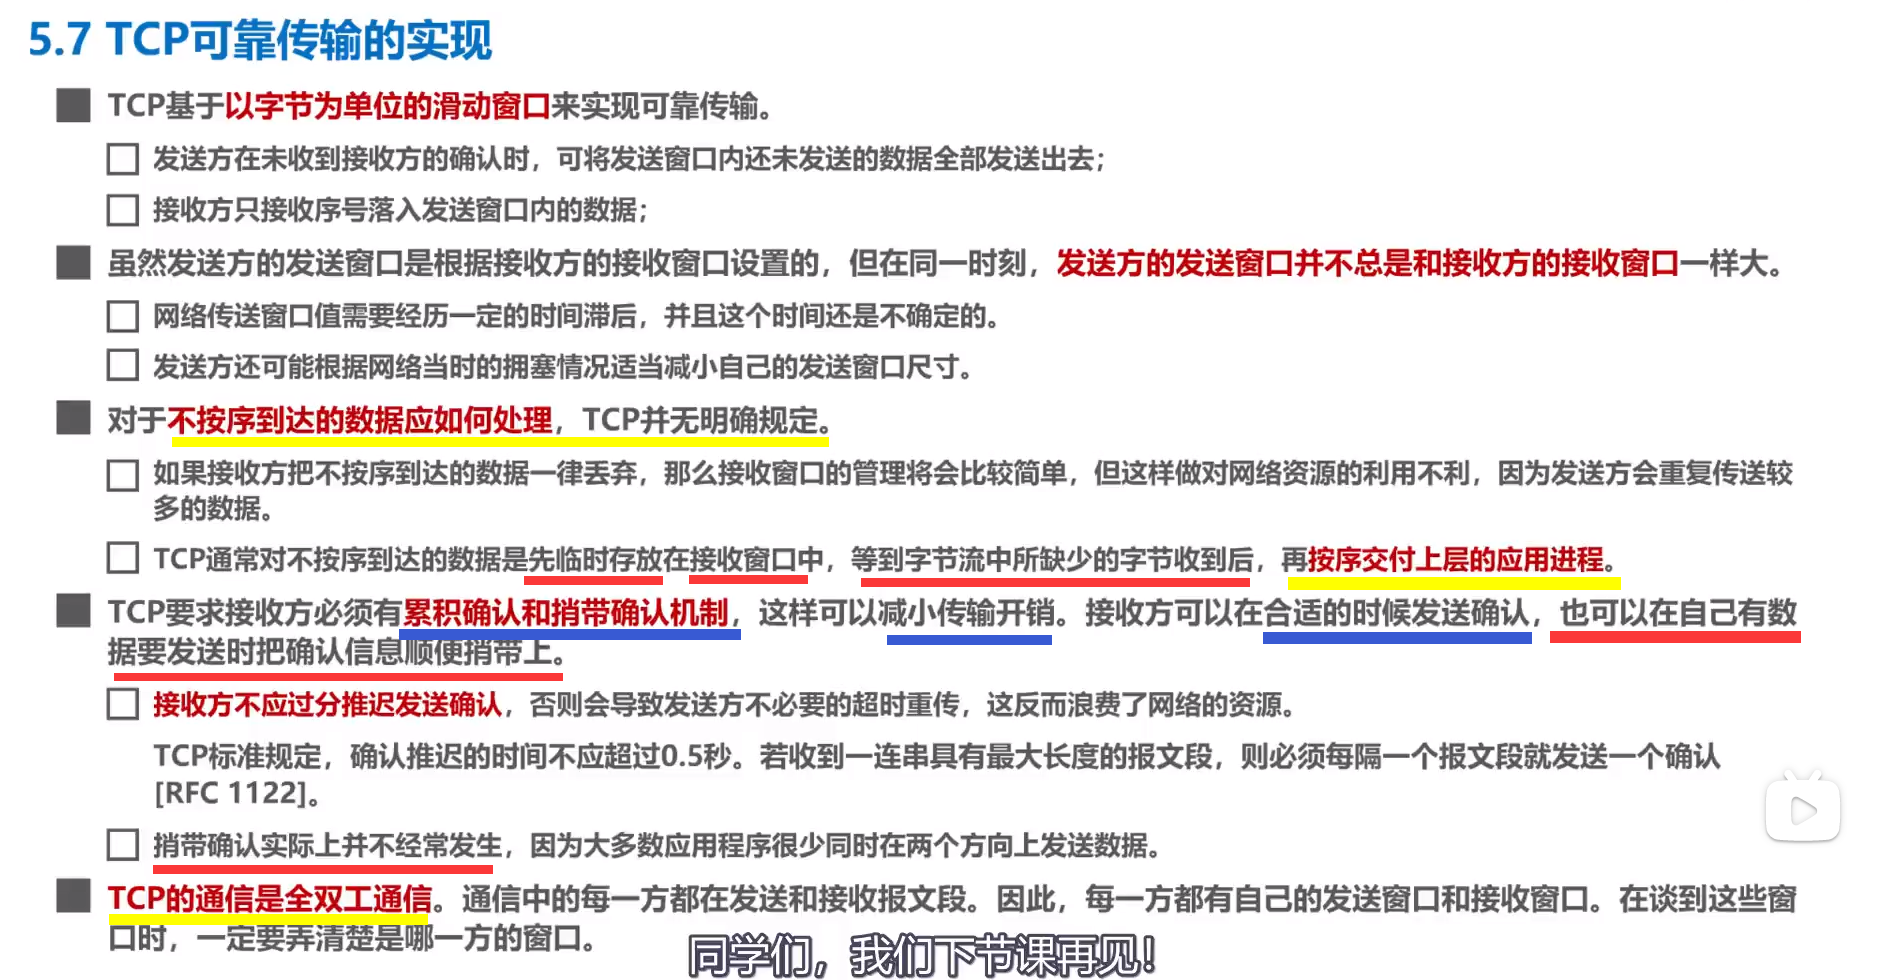 5.7 TCP可靠传输的实现
TCP基于以字节为单位的滑动窗口来实现可靠传输。
发送方在未收到接收方的确认时，可将发送窗口内还未发送的数据全部发送出去；
接收方只接收序号落入发送窗口内的数据；
虽然发送方的发送窗口是根据接收方的接收窗口设置的，但在同一时刻，发送方的发送窗口并不总是和接收方的接收窗口一样大。
网络传送窗口值需要经历一定的时间滞后，并且这个时间还是不确定的。
发送方还可能根据网络当时的拥塞情况适当减小自己的发送窗口尺寸。
对于不按序到达的数据应如何处理，TCP并无明确规定。
如果接收方把不按序到达的数据一律丢弃，那么接收窗口的管理将会比较简单，但这样做对网络资源的利用不利，因为发送方会重复传送较
多的数据。
TCP通常对不按序到达的数据是先临时存放在接收窗口中，等到字节流中所缺少的字节收到后，再按序交付上层的应用进程。
TCP要求接收方必须有累积确认和捎带确认机制，这样可以减小传输开销。接收方可以在合适的时候发送确认，也可以在自己有数
据要发送时把确认信息顺便捎带上。
接收方不应过分推迟发送确认，否则会导致发送方不必要的超时重传，这反而浪费了网络的资源。
TCP标准规定，确认推迟的时间不应超过0.5秒。若收到一连串具有最大长度的报文段，则必须每隔一个报文段就发送一个确认
[RFC 1122]。
捎带确认实际上并不经常发生，因为大多数应用程序很少同时在两个方向上发送数据。
TCP的通信是全双工通信。通信中的每一方都在发送和接收报文段。因此，每一方都有自己的发送窗口和接收窗口。在谈到这些窗
口时，一定要弄清楚是哪一方的窗口。
同学们，我们下节课再见！